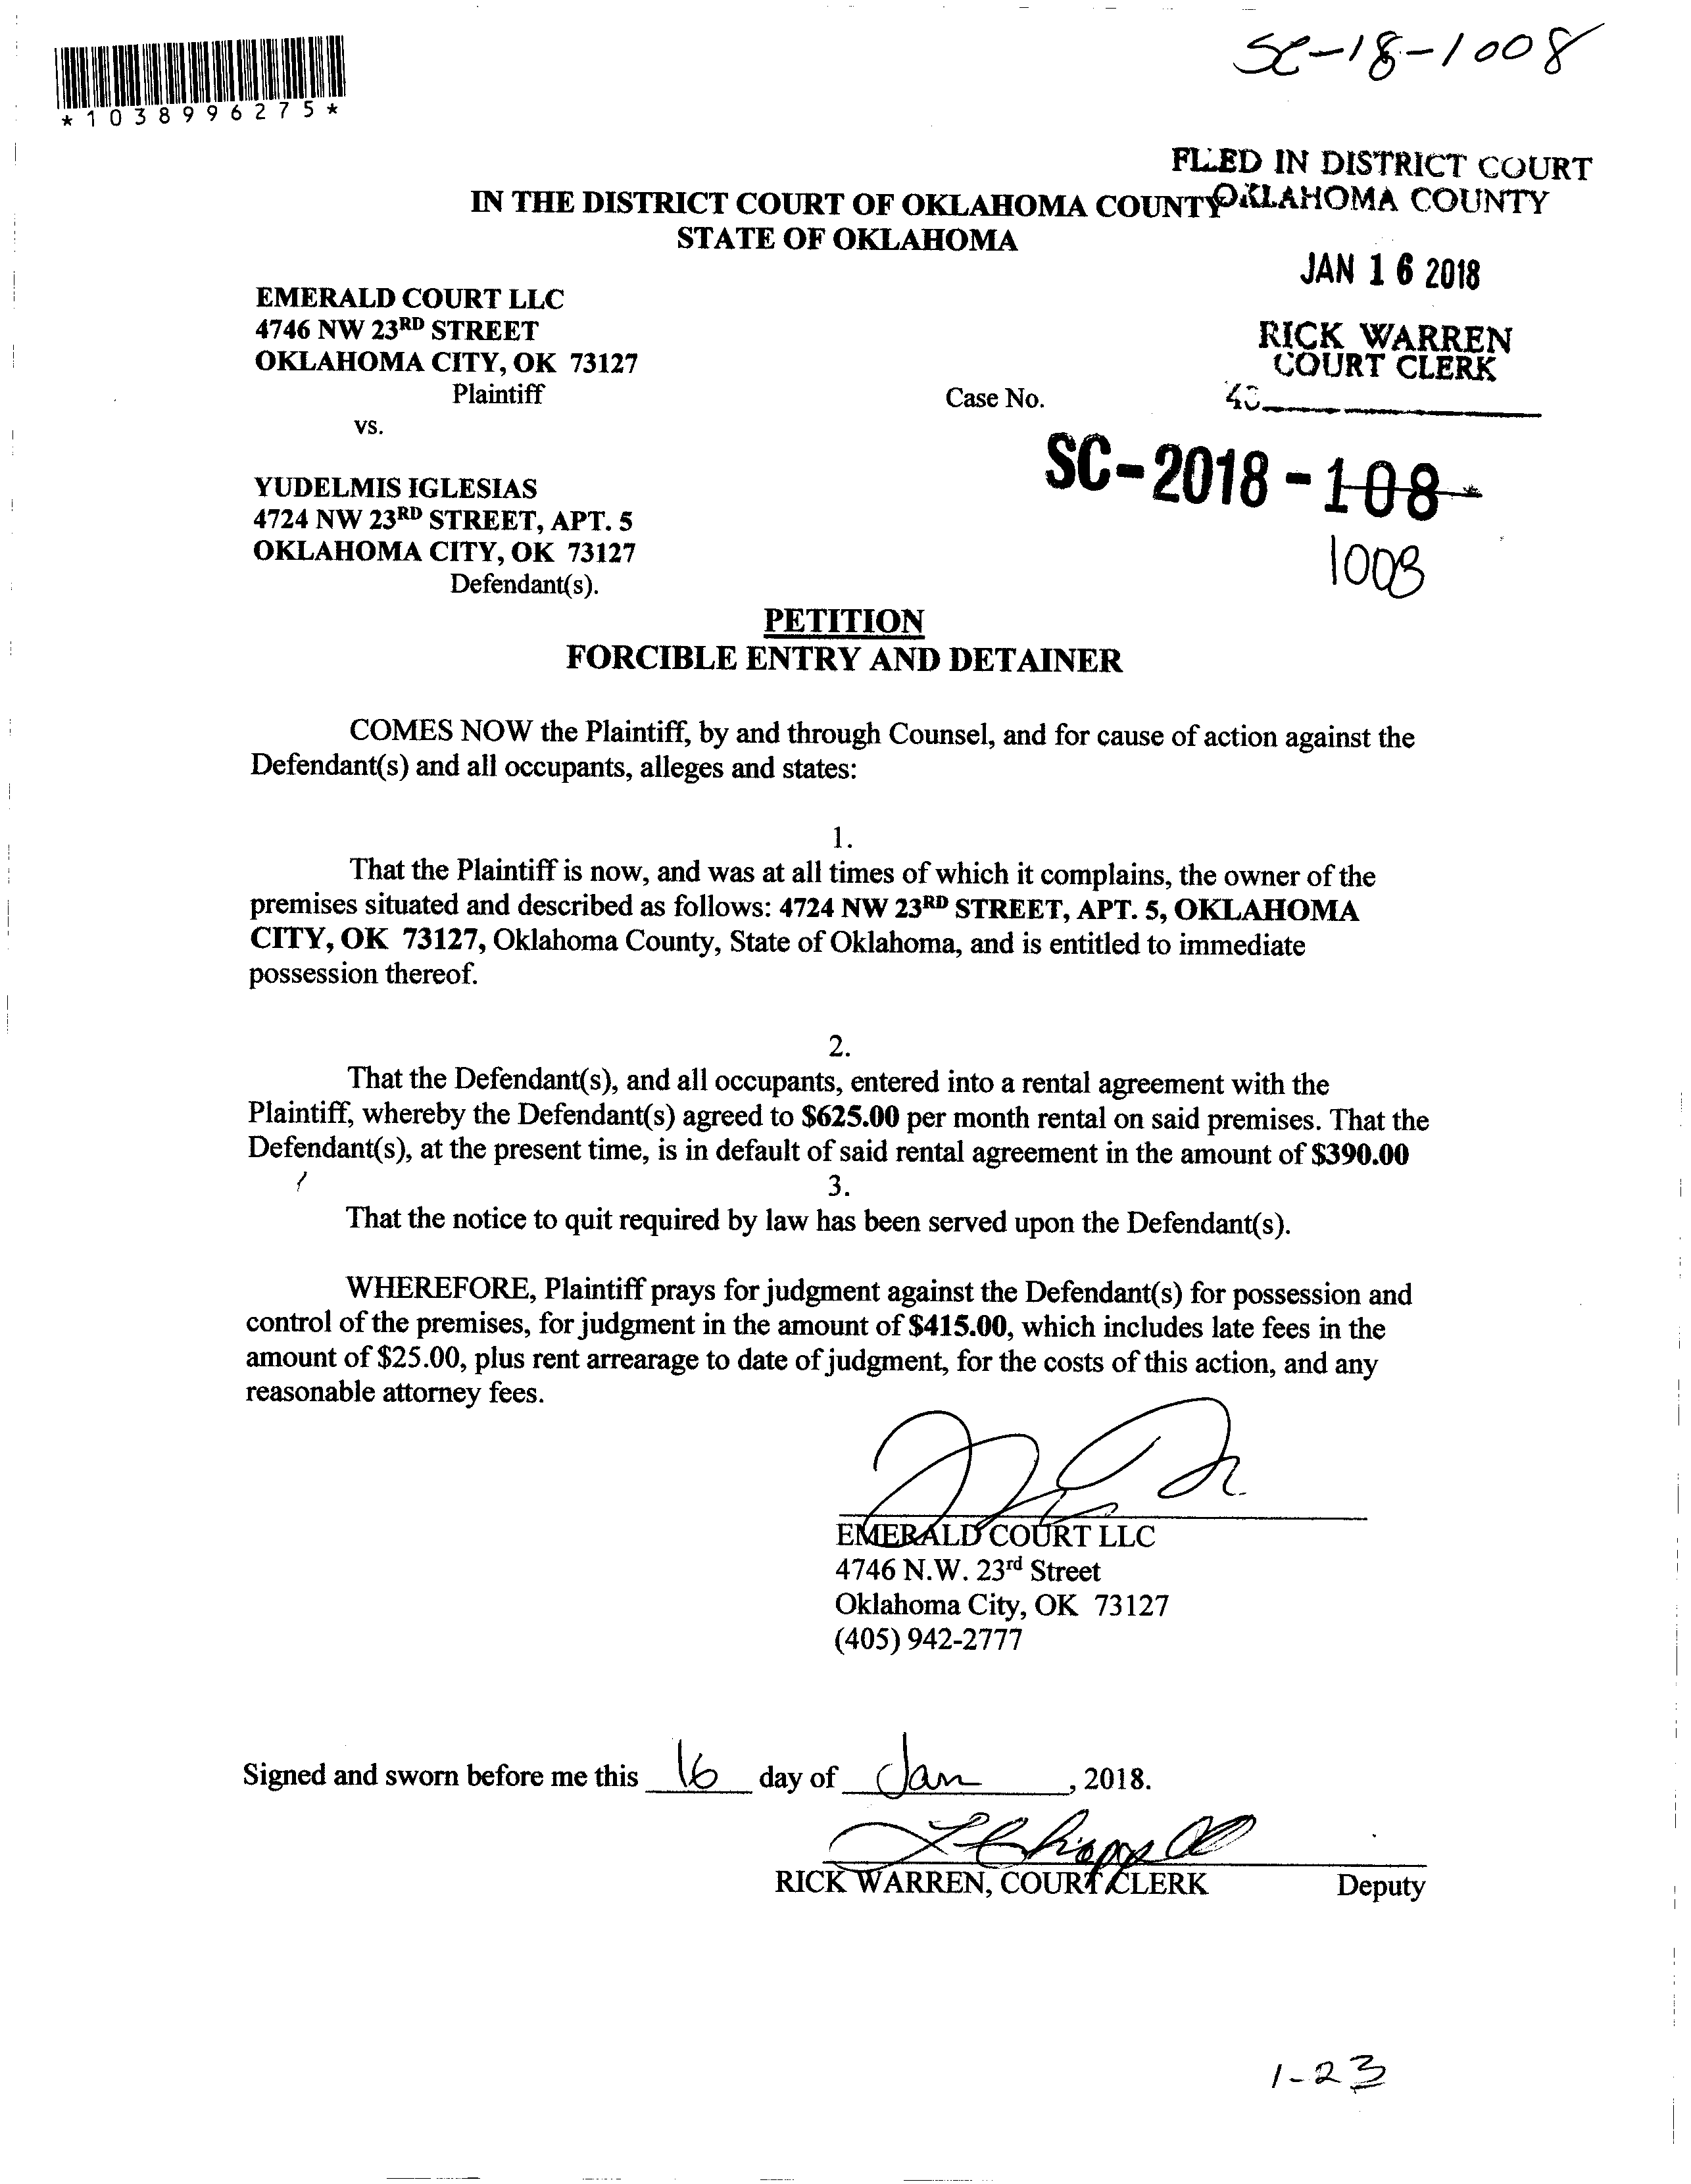 SC-18-1008
*1038996275*
FILED IN DISTRICT COURT
OKLAHOMA COUNTY
IN THE DISTRICT COURT OF OKLAHOMA COUNTY
STATE OF OKLAHOMA
JAN 16 2018
RICK WARREN
COURT CLERK
EMERALD COURT LLC
4746 NW 23RD STREET
OKLAHOMA CITY, OK 73127
Plaintiff
Case No.
vs.
SC-2018-108
1008
YUDELMIS IGLESIAS
4724 NW 23RD STREET, APT. 5
OKLAHOMA CITY, OK 73127
Defendant(s).
PETITION
FORCIBLE ENTRY AND DETAINER
COMES NOW the Plaintiff, by and through Counsel, and for cause of action against the
Defendant(s) and all occupants, alleges and states:
1.
That the Plaintiff is now, and was at all times of which it complains, the owner of the
premises situated and described as follows: 4724 NW 23RD STREET, APT. 5, OKLAHOMA
CITY, OK 73127, Oklahoma County, State of Oklahoma, and is entitled to immediate
possession thereof.
2.
That the Defendant(s), and all occupants, entered into a rental agreement with the
Plaintiff, whereby the Defendant(s) agreed to $625.00 per month rental on said premises. That the
Defendant(s), at the present time, is in default of said rental agreement in the amount of $390.00
3.
That the notice to quit required by law has been served upon the Defendant(s).
WHEREFORE, Plaintiff prays for judgment against the Defendant(s) for possession and
control of the premises, for judgment in the amount of $415.00, which includes late fees in the
amount of $25.00, plus rent arrearage to date of judgment, for the costs of this action, and any
reasonable attorney fees.
EMERALD COURT LLC
4746 N.W. 23rd Street
Oklahoma City, OK 73127
(405) 942-2777
Signed and sworn before me this 16 day of Jan, 2018.
RICK WARREN, COURT CLERK Deputy
1-23